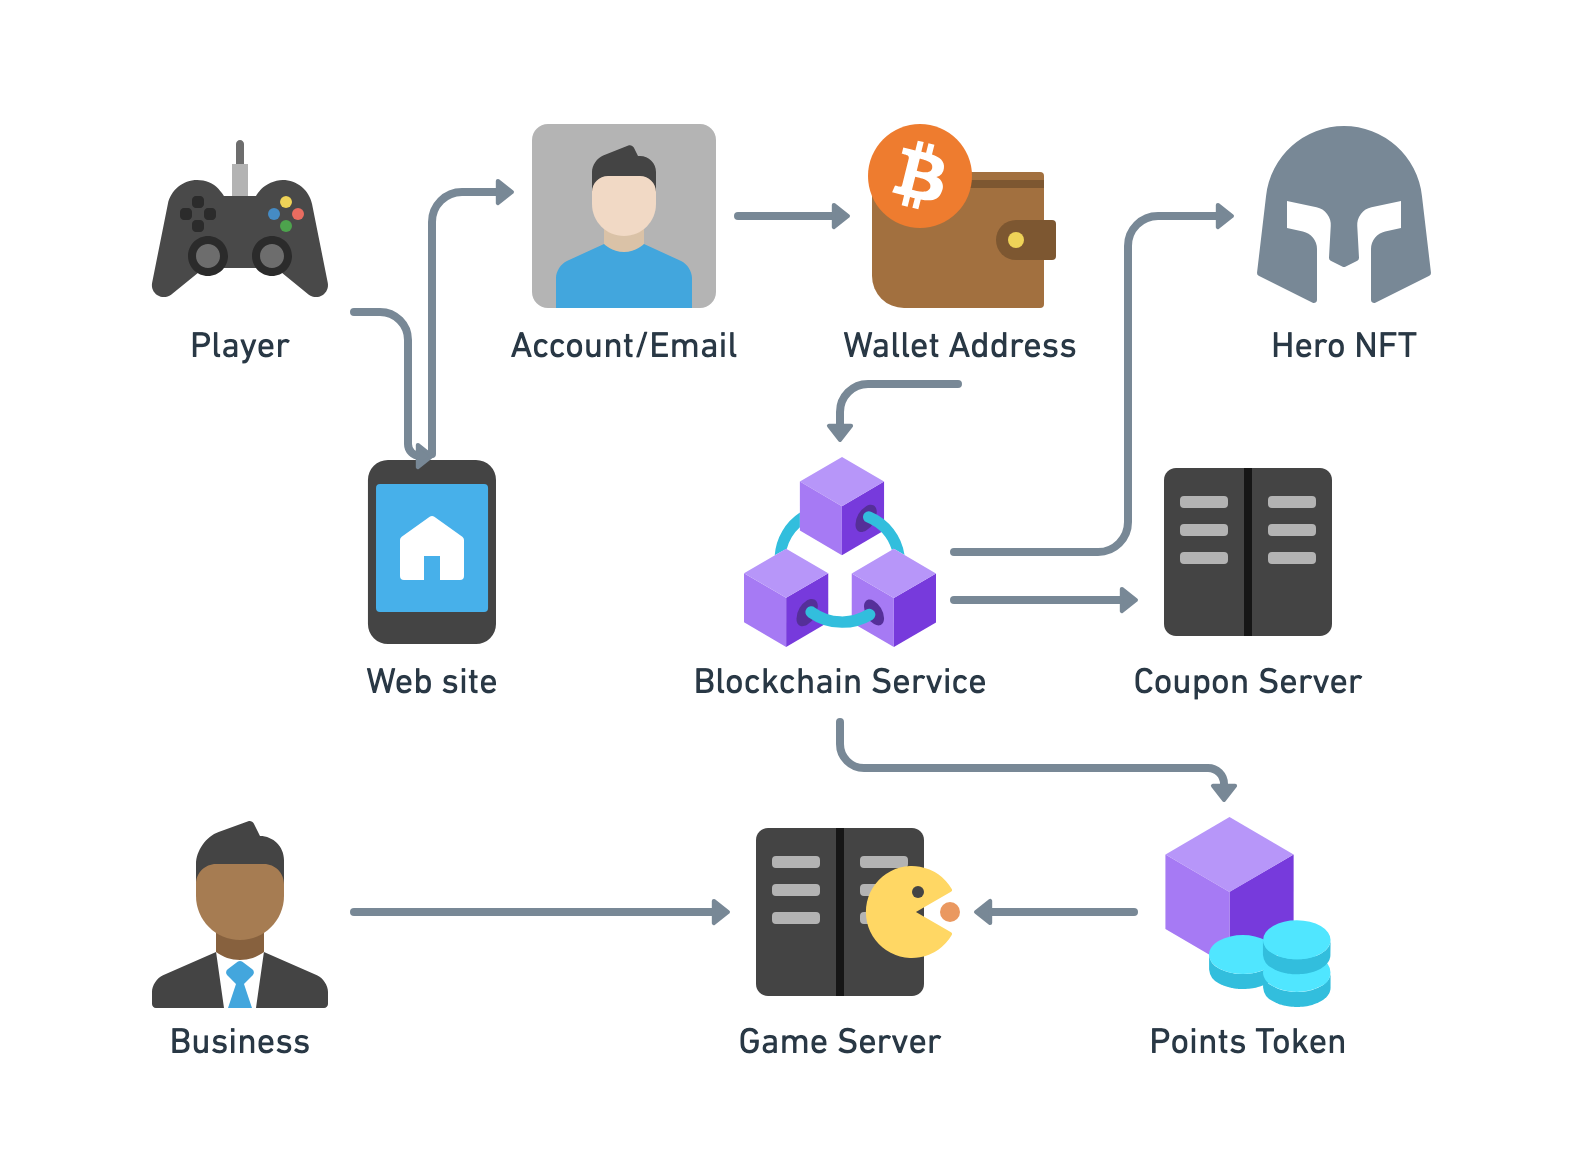 Player
Account/Email
Wallet Address
Hero NFT
Web site
Blockchain Service
Coupon Server
Business
Game Server
Points Token